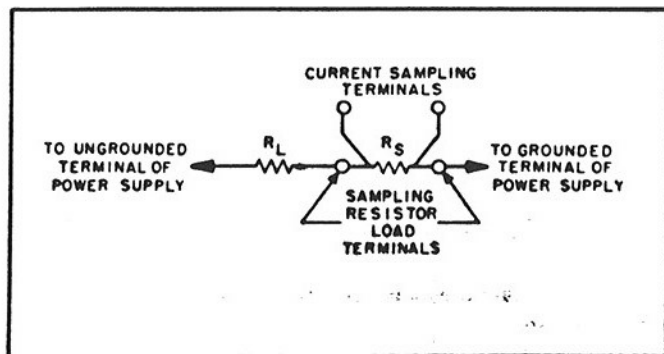 CURRENT SAMPLING
TERMINALS
TO UNGROUNDED
TERMINAL OF
POWER SUPPLY
R_L
R_S
TO GROUNDED
TERMINAL OF
POWER SUPPLY
SAMPLING
RESISTOR
LOAD
TERMINALS